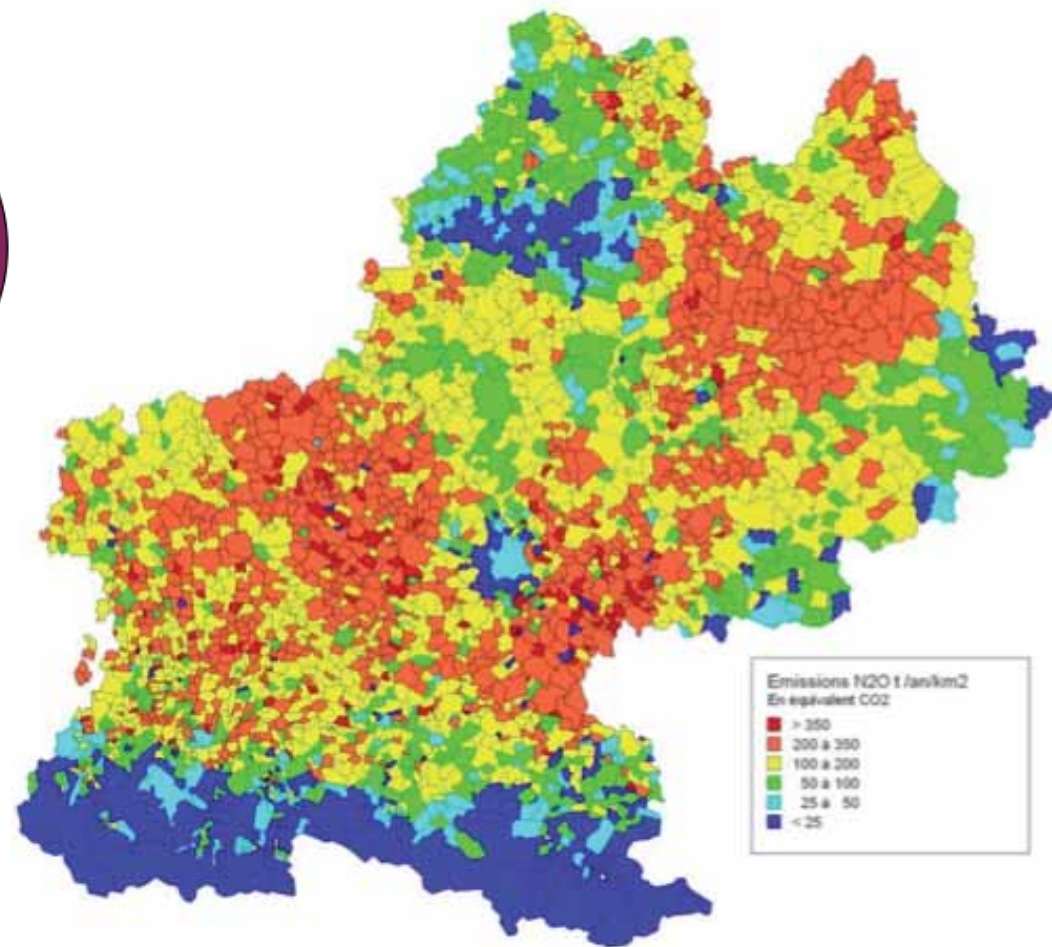 Emissions N2O t /an/km2
En équivalent CO2
> 350
200 à 350
100 à 200
50 à 100
25 à 50
< 25